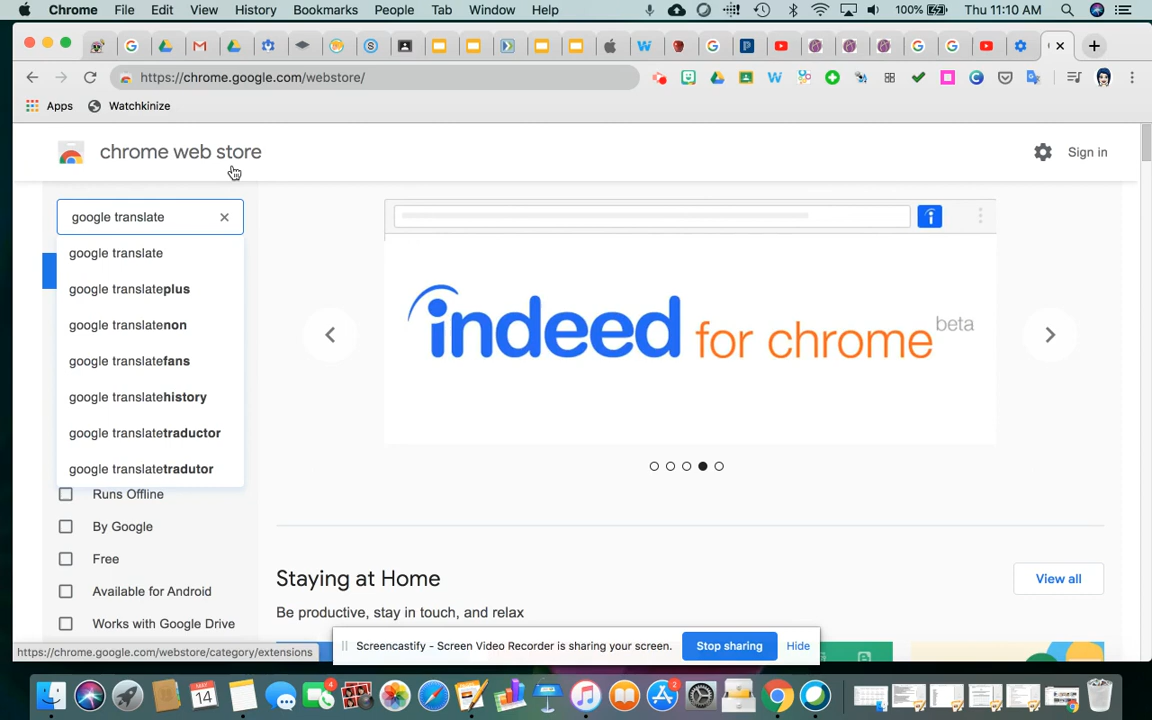 Chrome File Edit View History Bookmarks People Tab Window Help 100% Thu 11:10 AM
https://chrome.google.com/webstore/
Apps Watchkinize
chrome web store Sign in
google translate
google translate
google translateplus
google translatenon
google translatefans
google translatehistory
google translatetraductor
google translatetradutor
indeed for chrome beta
Runs Offline
By Google
Free
Available for Android
Works with Google Drive
Staying at Home View all
Be productive, stay in touch, and relax
https://chrome.google.com/webstore/category/extensions
Screencastify - Screen Video Recorder is sharing your screen. Stop sharing Hide
4
MAY
14
2